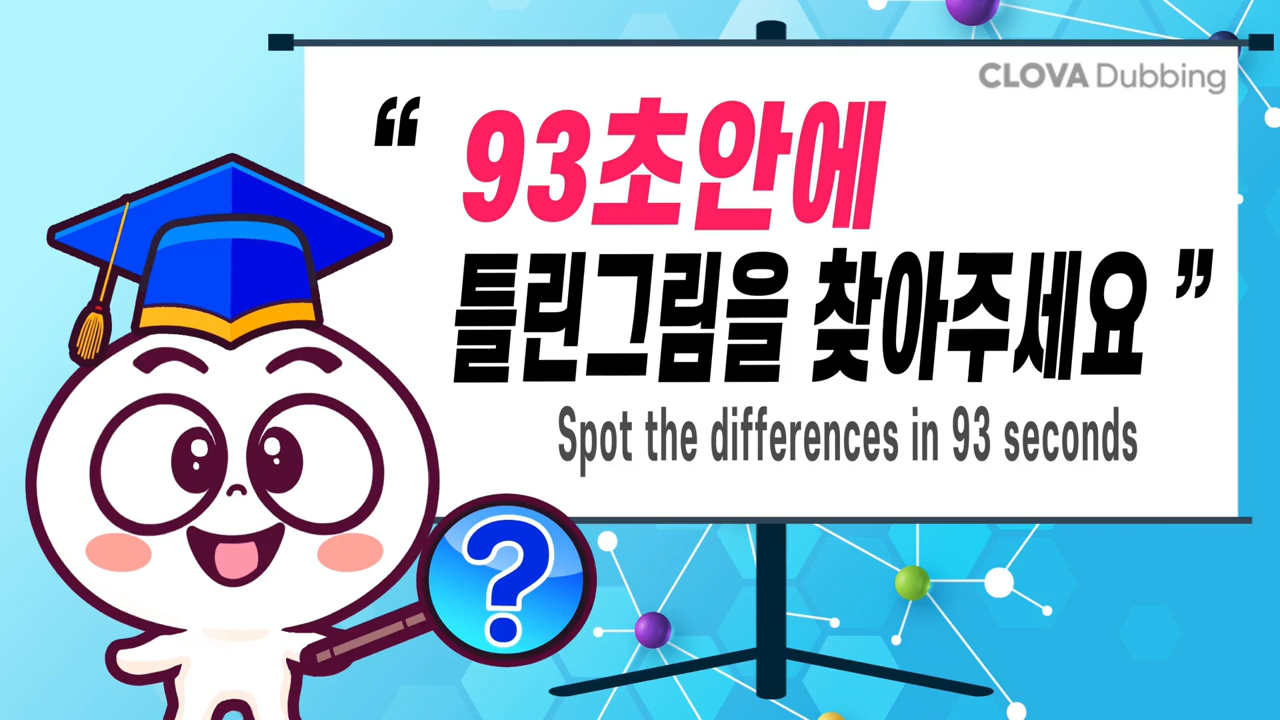 CLOVA Dubbing
“ 93초안에
틀린그림을 찾아주세요 ”
Spot the differences in 93 seconds
?